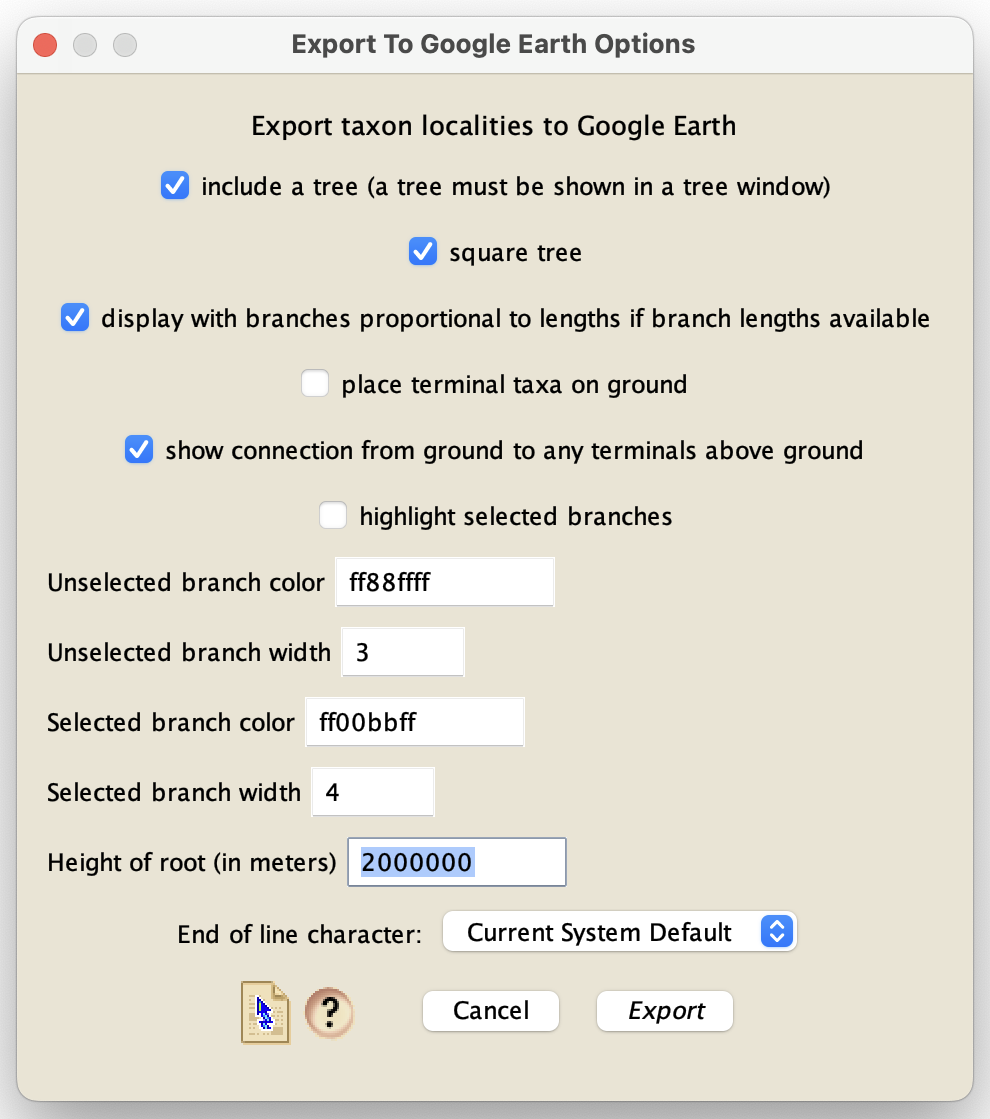 Export To Google Earth Options
Export taxon localities to Google Earth
include a tree (a tree must be shown in a tree window)
square tree
display with branches proportional to lengths if branch lengths available
place terminal taxa on ground
show connection from ground to any terminals above ground
highlight selected branches
Unselected branch color ff88ffff
Unselected branch width 3
Selected branch color ff00bbff
Selected branch width 4
Height of root (in meters) 2000000
End of line character: Current System Default
? Cancel Export